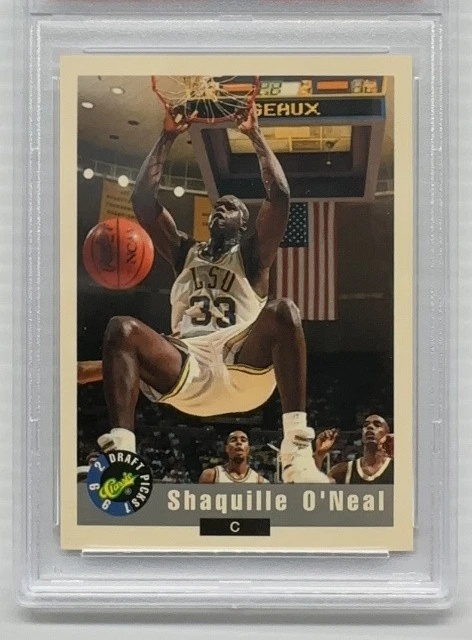 GEAUX
NCAA
LSU
33
1992 DRAFT PICKS
Classic
Shaquille O'Neal
C